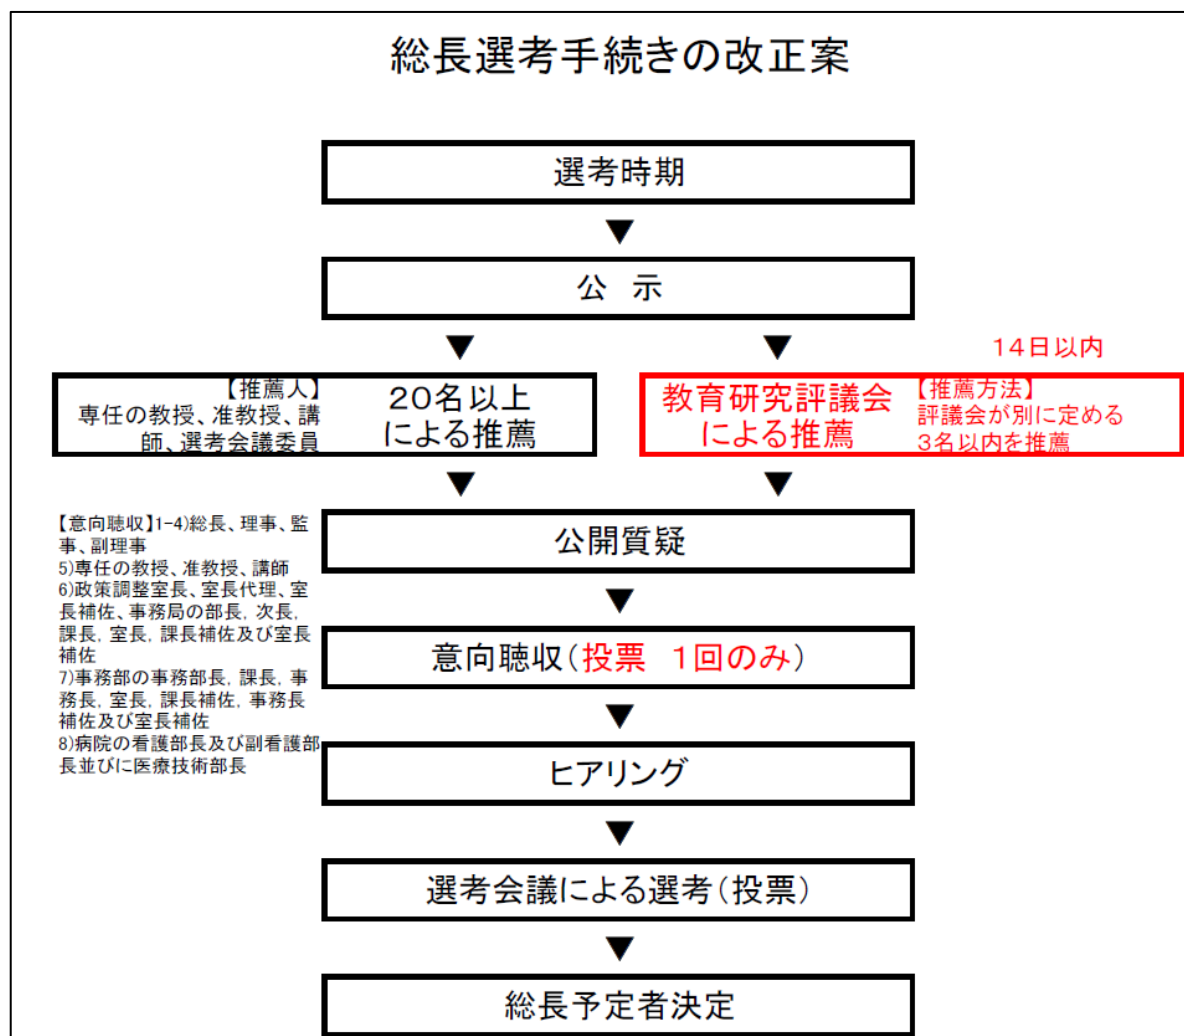 総長選考手続きの改正案
選考時期
▼
公　示
▼
▼
14日以内
【推薦人】
専任の教授、准教授、講
師、選考会議委員
20名以上
による推薦
教育研究評議会
による推薦
【推薦方法】
評議会が別に定める
3名以内を推薦
▼
▼
【意向聴収】1-4)総長、理事、監
事、副理事
5)専任の教授、准教授、講師
6)政策調整室長、室長代理、室
長補佐、事務局の部長, 次長,
課長, 室長, 課長補佐及び室長
補佐
7)事務部の事務部長, 課長, 事
務長, 室長, 課長補佐, 事務長
補佐及び室長補佐
8)病院の看護部長及び副看護部
長並びに医療技術部長
公開質疑
▼
意向聴収(投票　1回のみ)
▼
ヒアリング
▼
選考会議による選考(投票)
▼
総長予定者決定